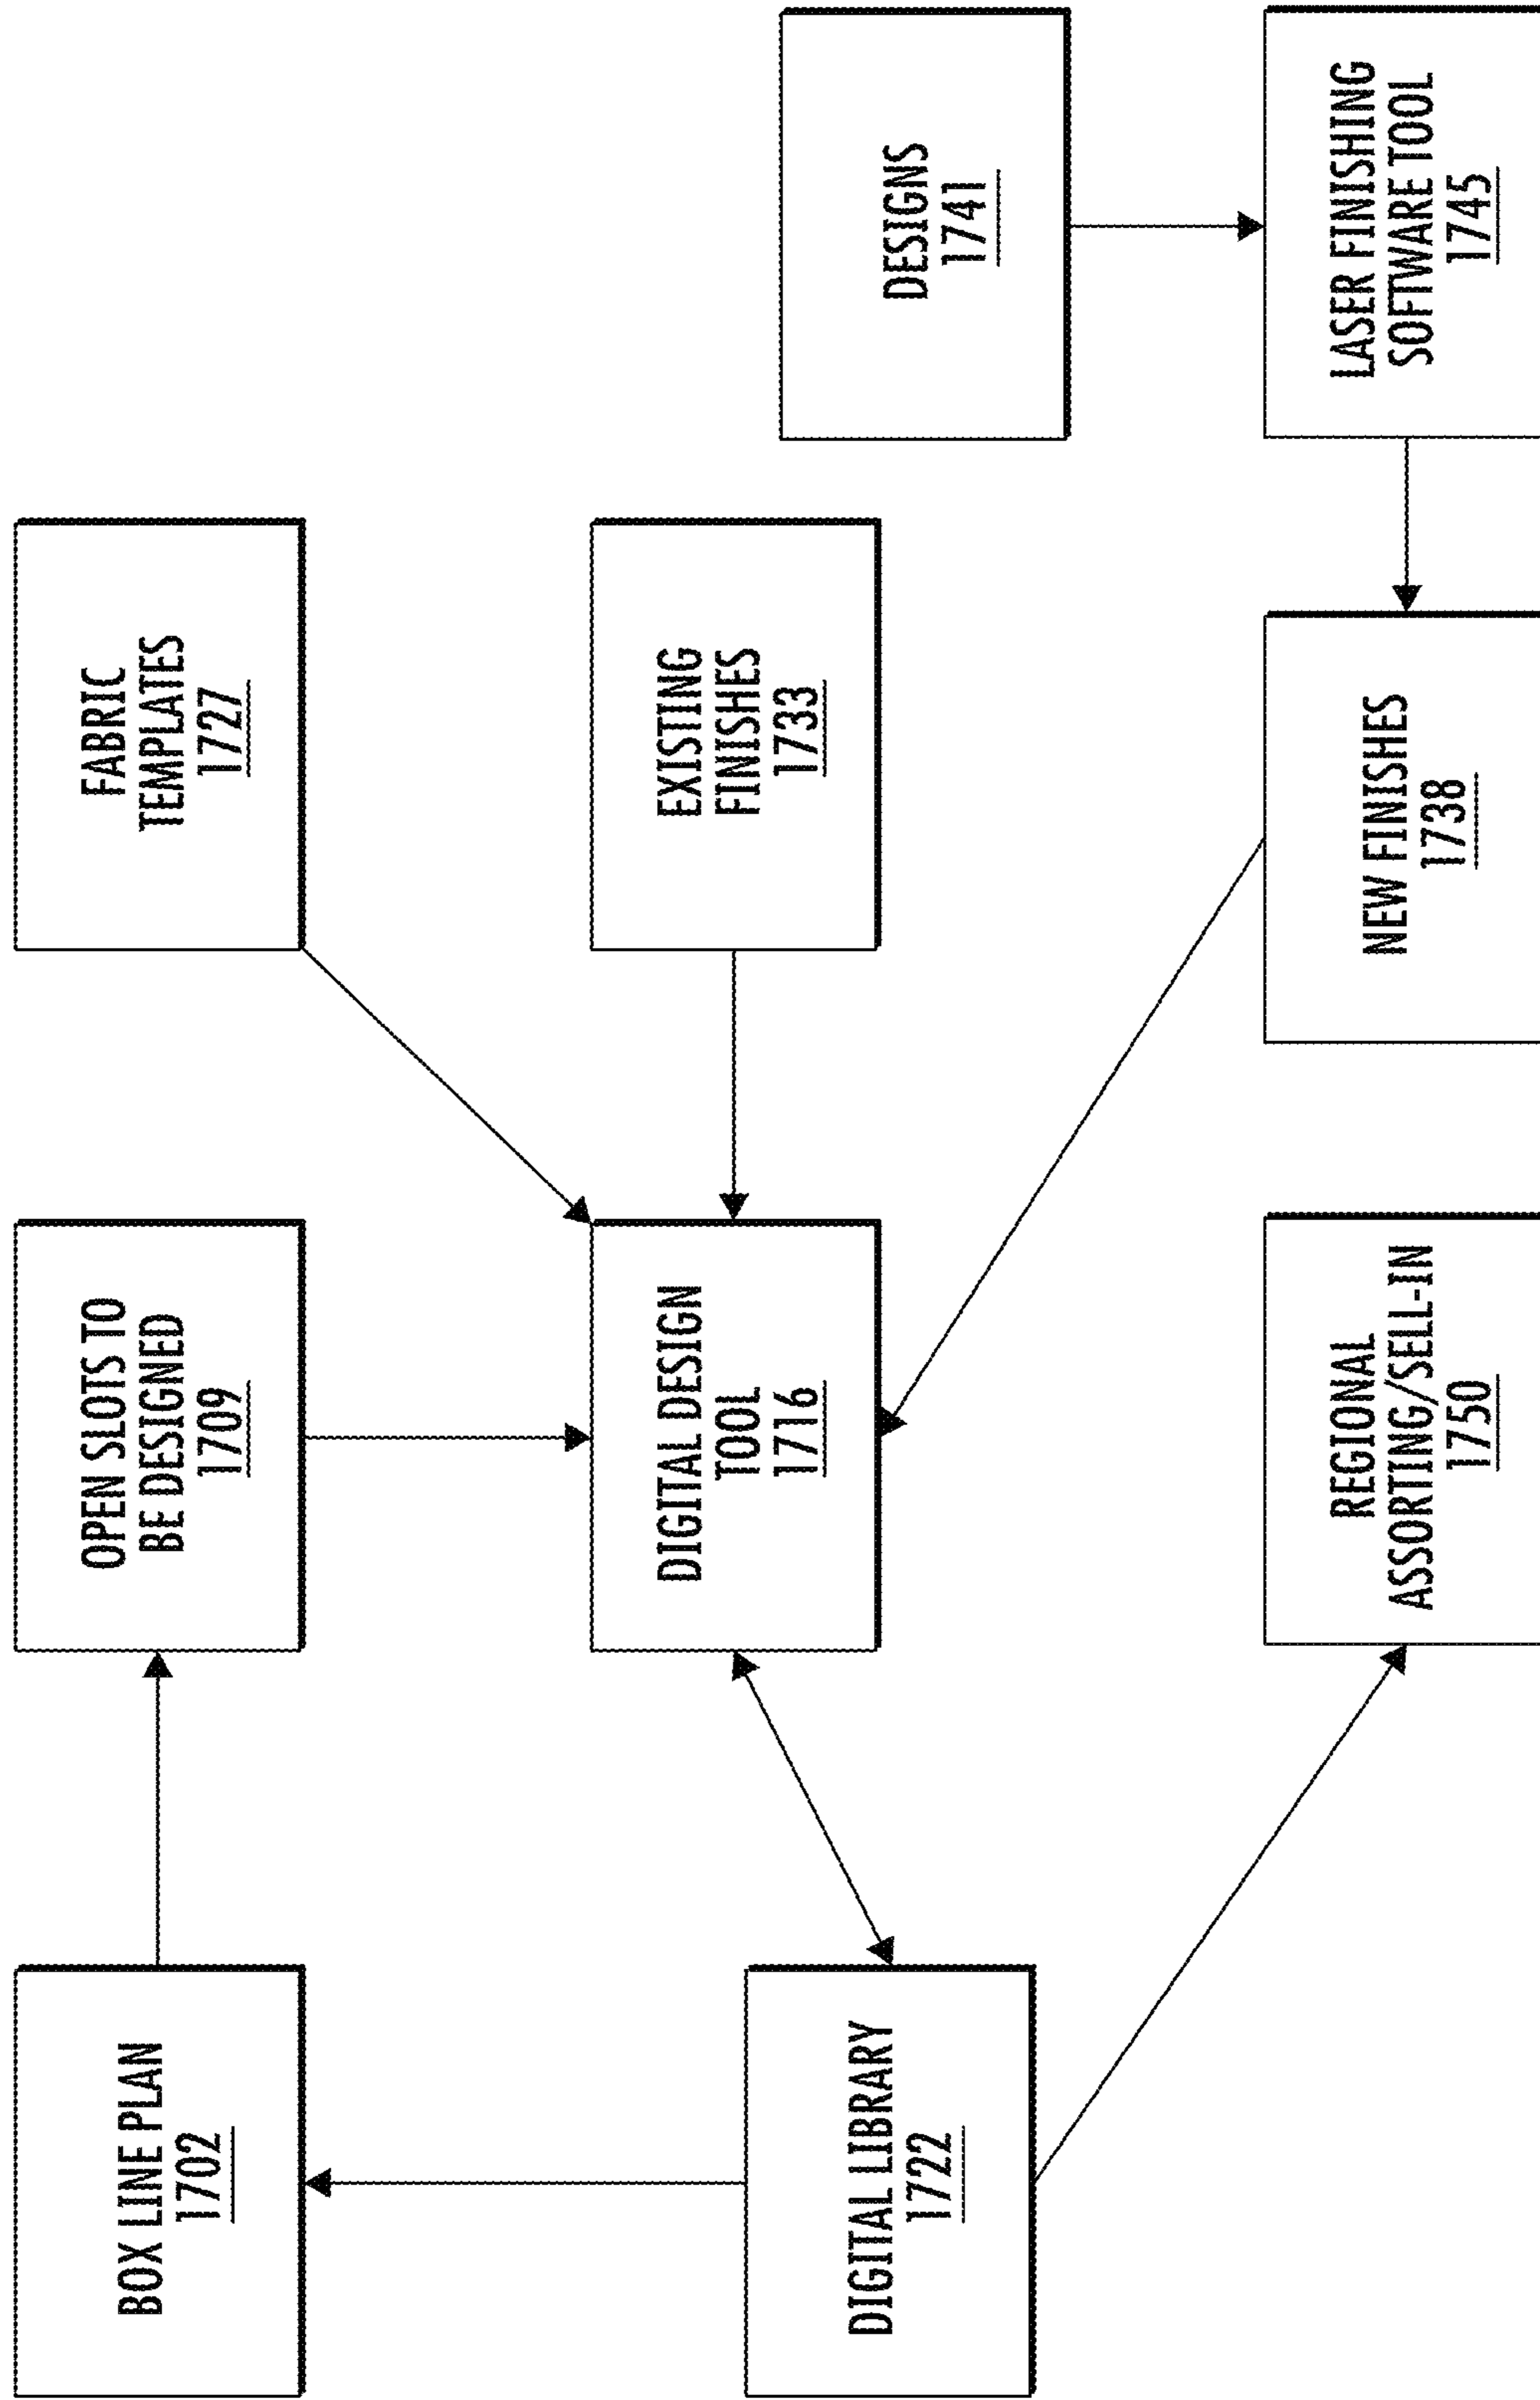 BOX LINE PLAN
1702
OPEN SLOTS TO
BE DESIGNED
1709
FABRIC
TEMPLATES
1727
DIGITAL LIBRARY
1722
DIGITAL DESIGN
TOOL
1716
EXISTING
FINISHES
1733
DESIGNS
1741
REGIONAL
ASSORTING/SELL-IN
1750
NEW FINISHES
1738
LASER FINISHING
SOFTWARE TOOL
1745